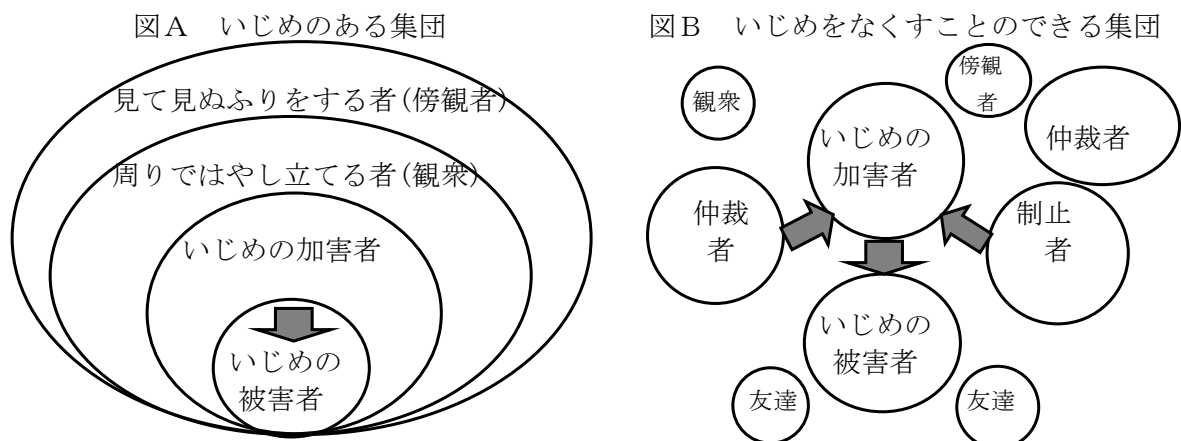 図Ａ　いじめのある集団
見て見ぬふりをする者(傍観者)
周りではやし立てる者(観衆)
いじめの加害者
いじめの
被害者
図Ｂ　いじめをなくすことのできる集団
観衆
いじめの
加害者
傍観
者
仲裁者
仲裁
者
制止
者
いじめの
被害者
友達
友達